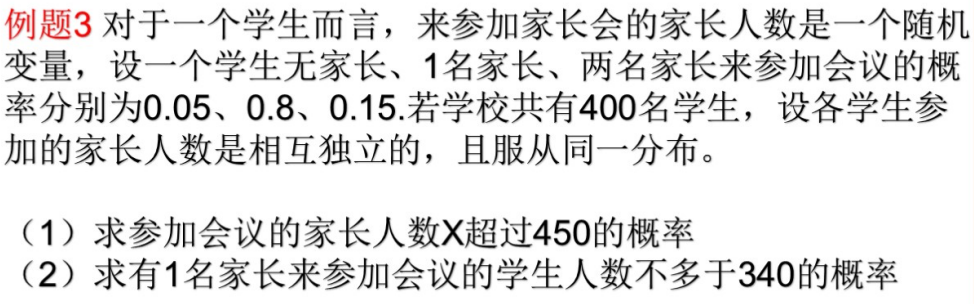 例题3 对于一个学生而言，来参加家长会的家长人数是一个随机
变量，设一个学生无家长、1名家长、两名家长来参加会议的概
率分别为0.05、0.8、0.15.若学校共有400名学生，设各学生参
加的家长人数是相互独立的，且服从同一分布。
（1）求参加会议的家长人数X超过450的概率
（2）求有1名家长来参加会议的学生人数不多于340的概率